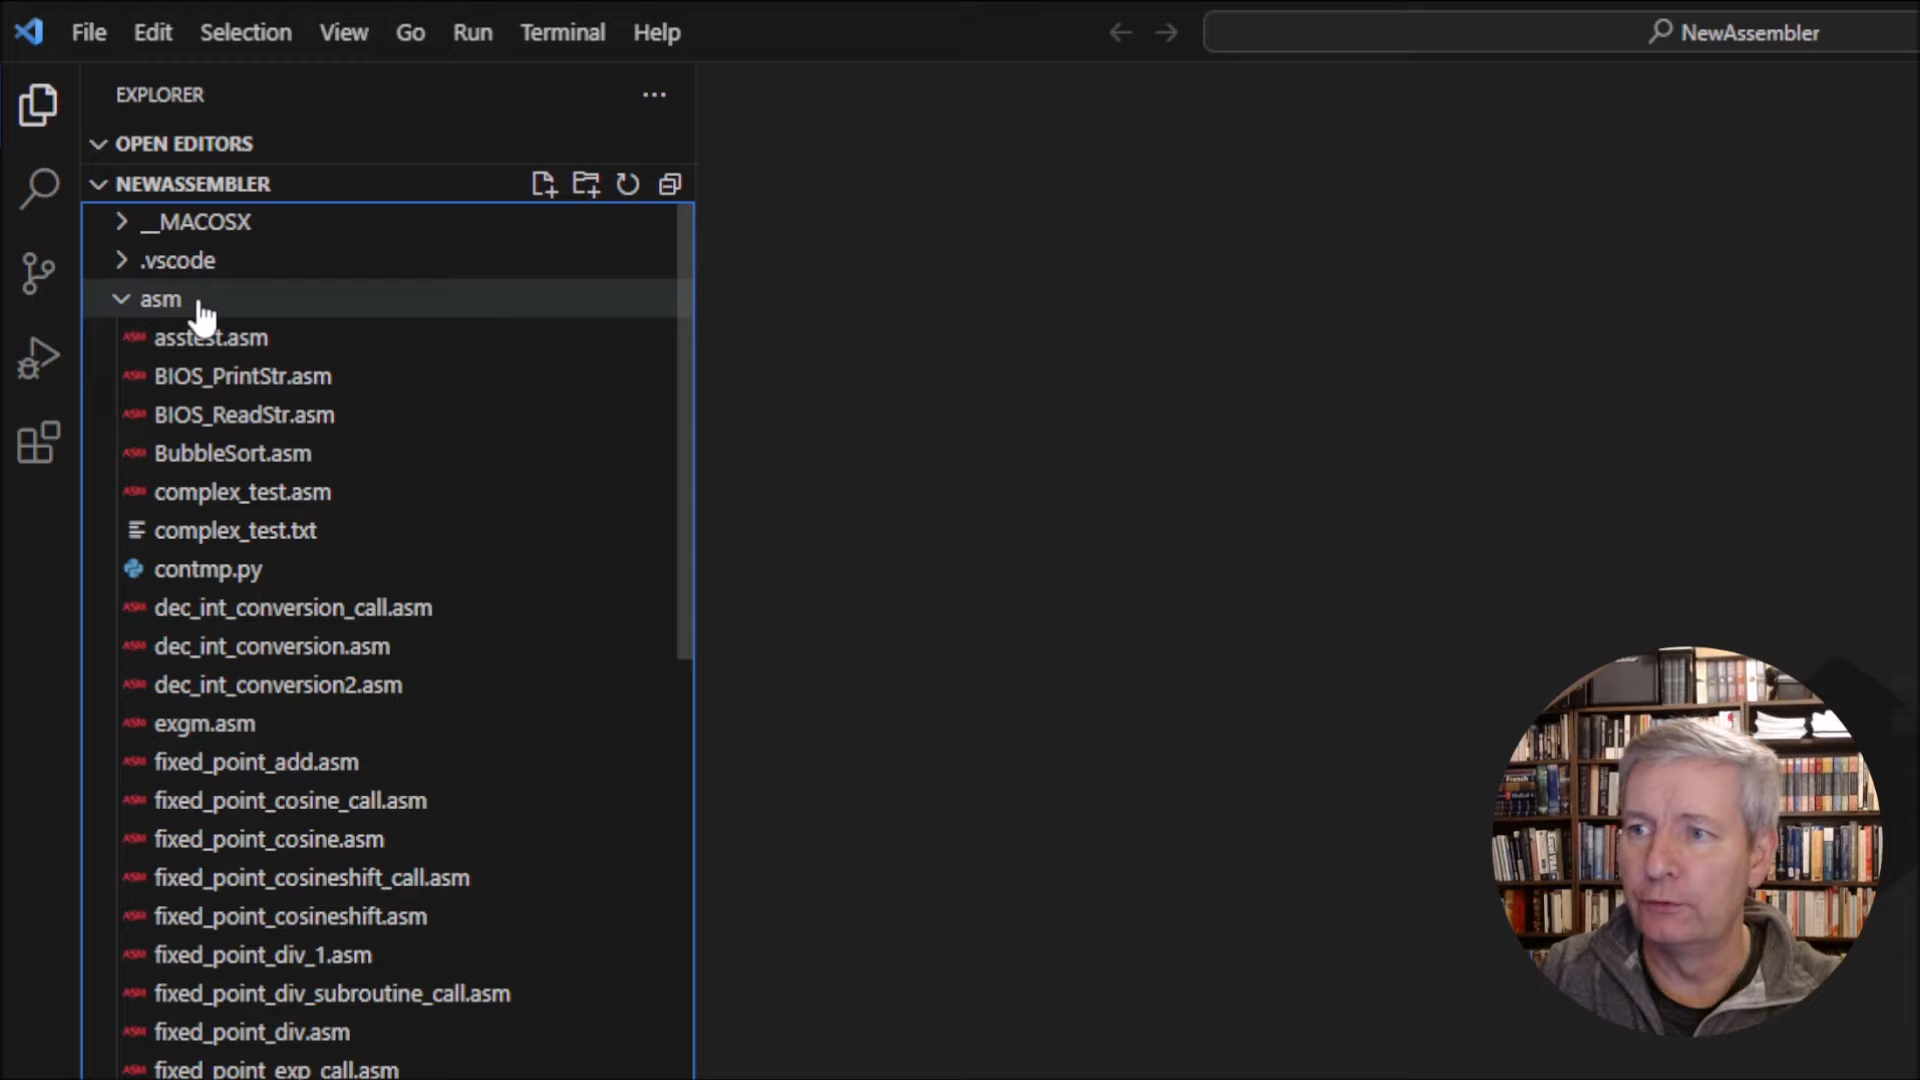 File Edit Selection View Go Run Terminal Help
NewAssembler
EXPLORER
OPEN EDITORS
NEWASSEMBLER
__MACOSX
.vscode
asm
asstest.asm
BIOS_PrintStr.asm
BIOS_ReadStr.asm
BubbleSort.asm
complex_test.asm
complex_test.txt
contmp.py
dec_int_conversion_call.asm
dec_int_conversion.asm
dec_int_conversion2.asm
exgm.asm
fixed_point_add.asm
fixed_point_cosine_call.asm
fixed_point_cosine.asm
fixed_point_cosineshift_call.asm
fixed_point_cosineshift.asm
fixed_point_div_1.asm
fixed_point_div_subroutine_call.asm
fixed_point_div.asm
fixed_point_exp_call.asm